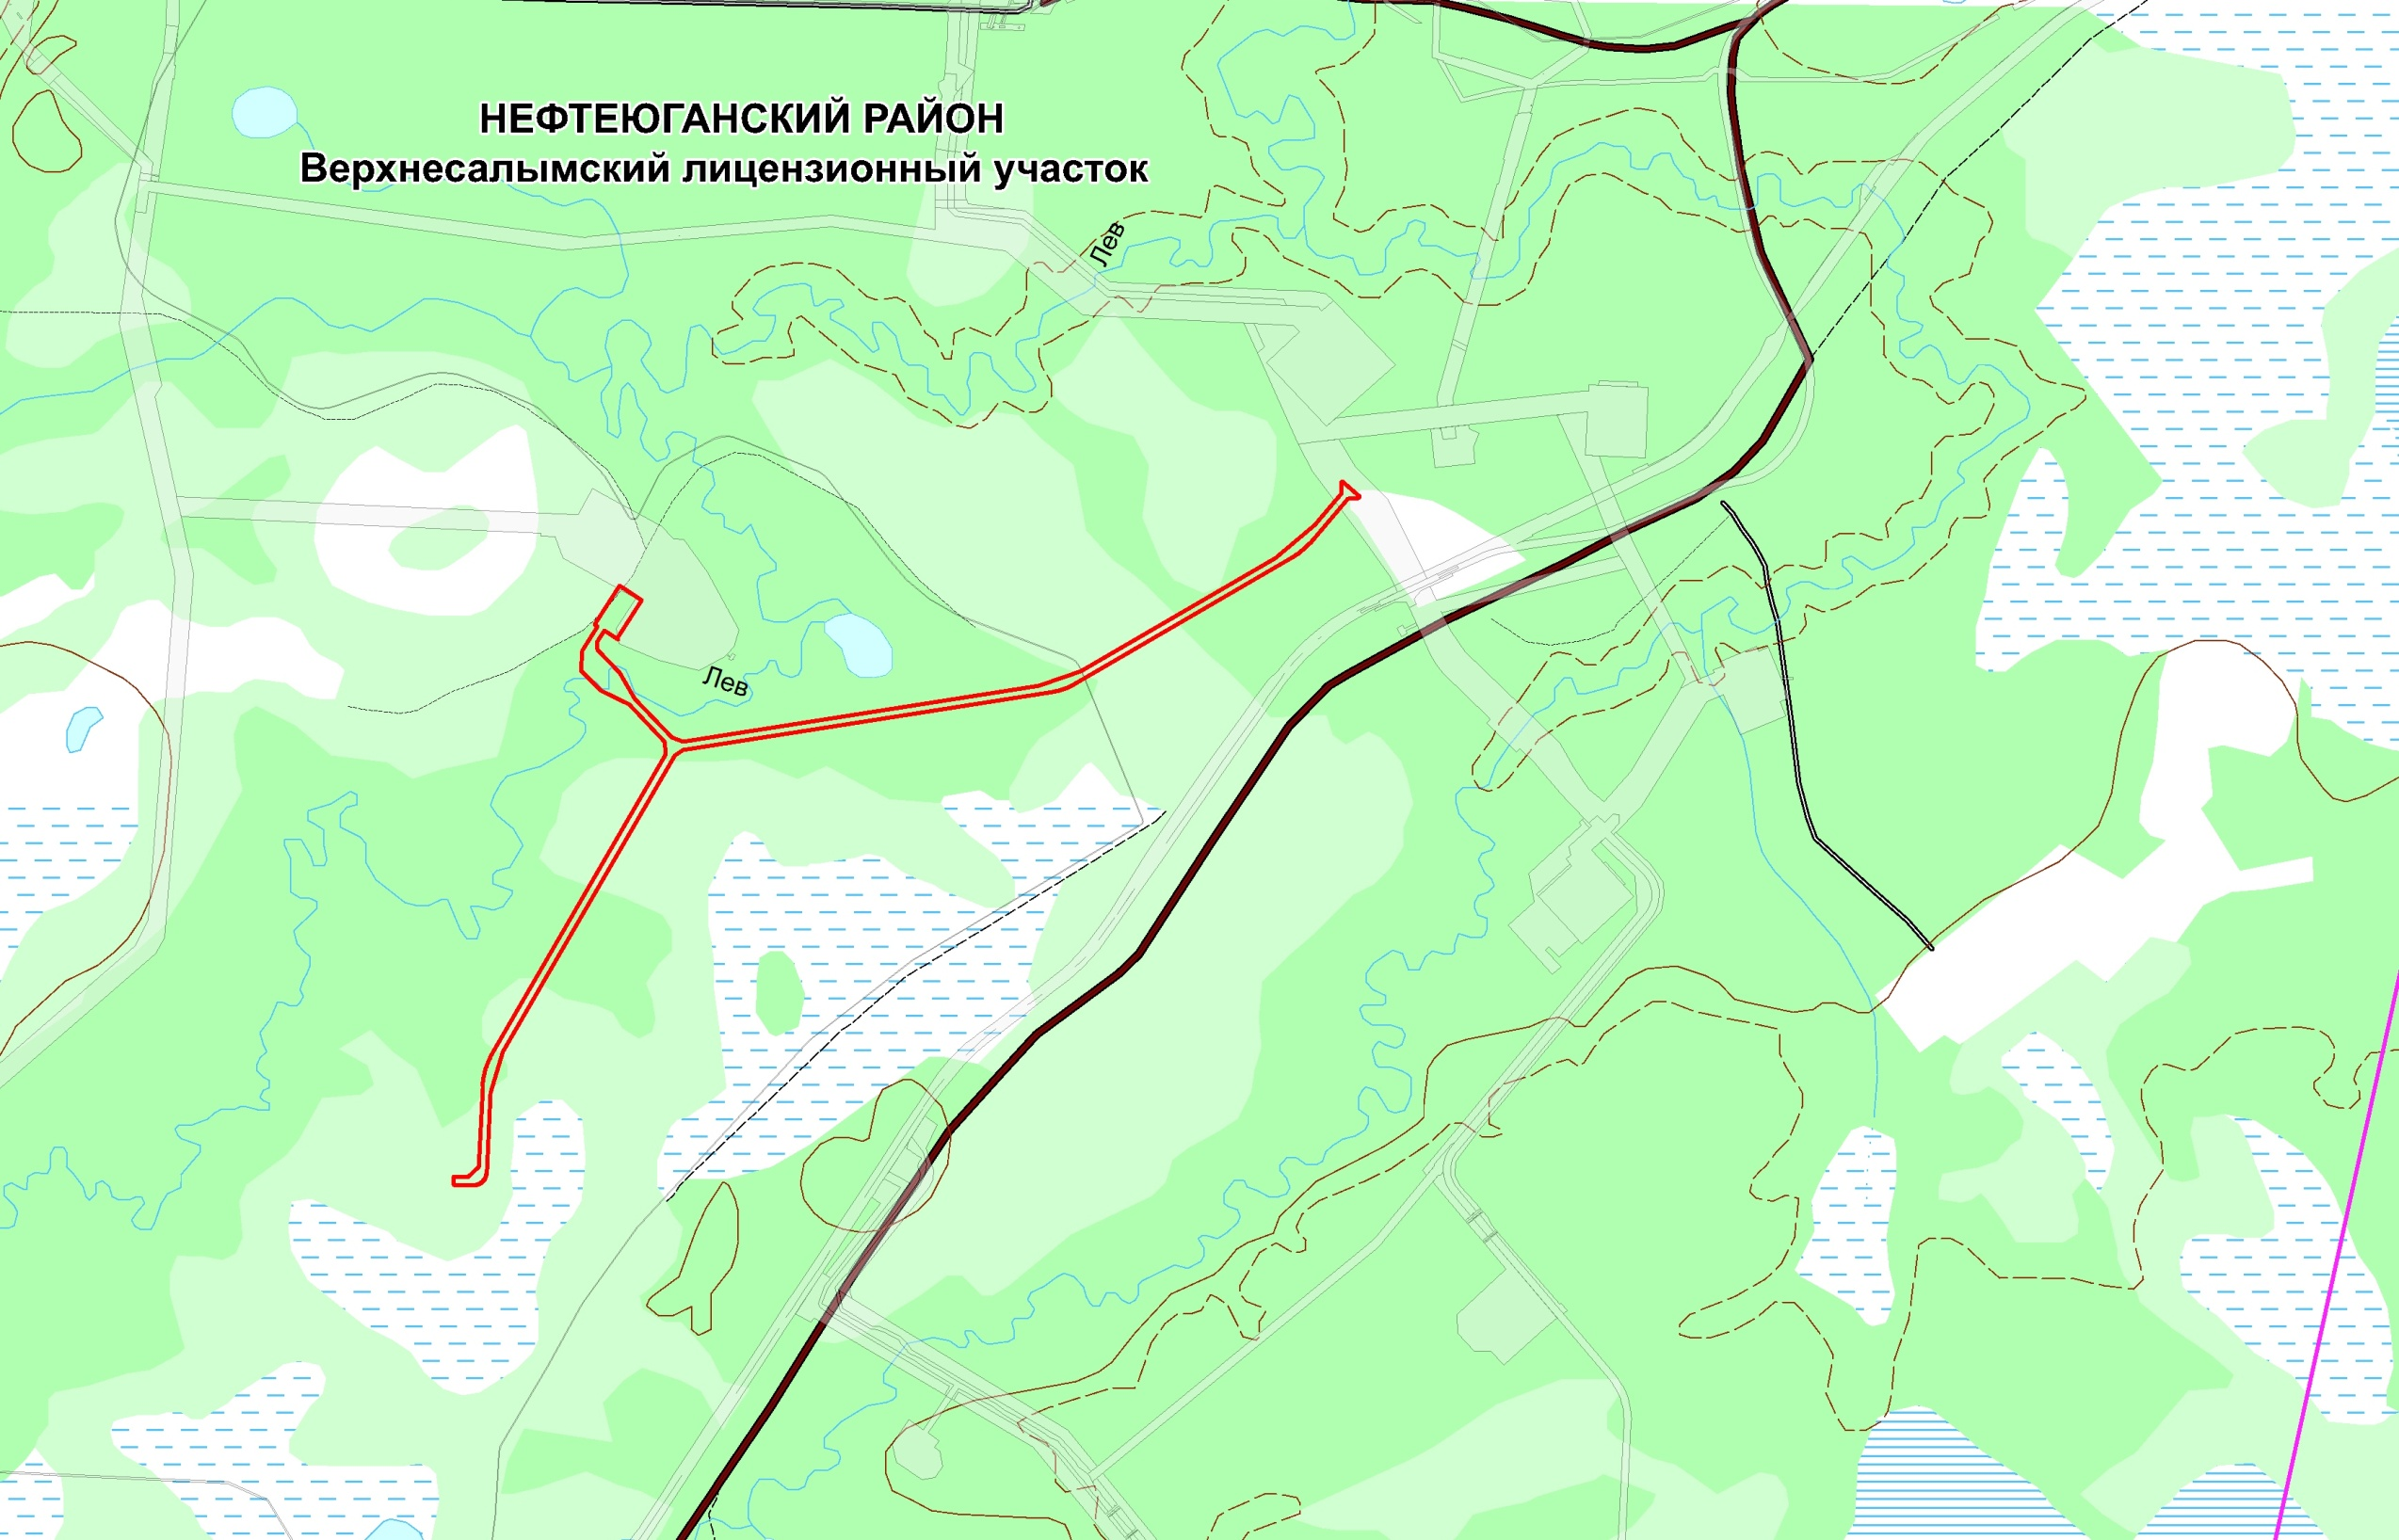 НЕФТЕЮГАНСКИЙ РАЙОН
Верхнесалымский лицензионный участок
Лев
Лев